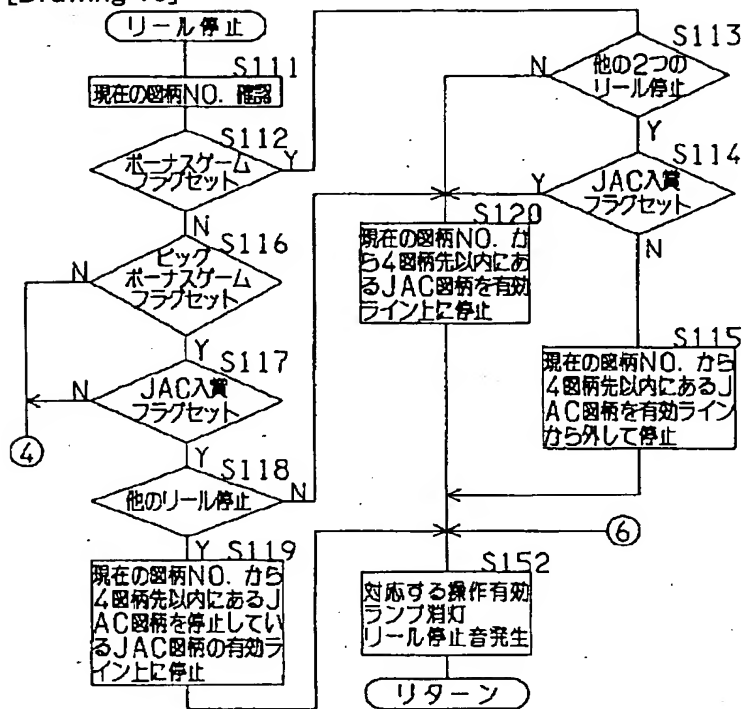 リール停止
S111
現在の図柄NO. 確認
S112
ボーナスゲーム
フラグセット
Y
N
S116
ビッグ
ボーナスゲーム
フラグセット
N
Y
S117
JAC入賞
フラグセット
N
④
Y
S118
他のリール停止
N
Y
S119
現在の図柄NO. から
4図柄先以内にあるJ
AC図柄を停止してい
るJAC図柄の有効ラ
イン上に停止
S113
他の2つの
リール停止
N
Y
S114
JAC入賞
フラグセット
Y
N
S120
現在の図柄NO. か
ら4図柄先以内にあ
るJAC図柄を有効
ライン上に停止
S115
現在の図柄NO. から
4図柄先以内にあるJ
AC図柄を有効ライン
から外して停止
⑥
S152
対応する操作有効
ランプ消灯
リール停止音発生
リターン